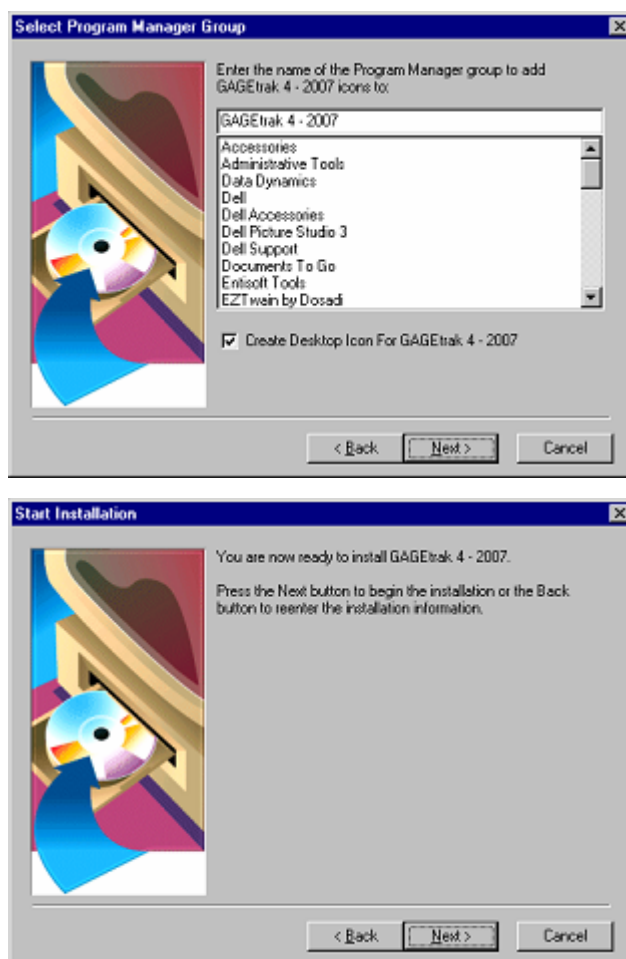 Select Program Manager Group
Enter the name of the Program Manager group to add
GAGEtrak 4 - 2007 icons to:
GAGEtrak 4 - 2007
Accessories
Administrative Tools
Data Dynamics
Dell
Dell Accessories
Dell Picture Studio 3
Dell Support
Documents To Go
Entisoft Tools
EZTwain by Dosadi
Create Desktop Icon For GAGEtrak 4 - 2007
< Back
Next >
Cancel
Start Installation
You are now ready to install GAGEtrak 4 - 2007.
Press the Next button to begin the installation or the Back
button to reenter the installation information.
< Back
Next >
Cancel